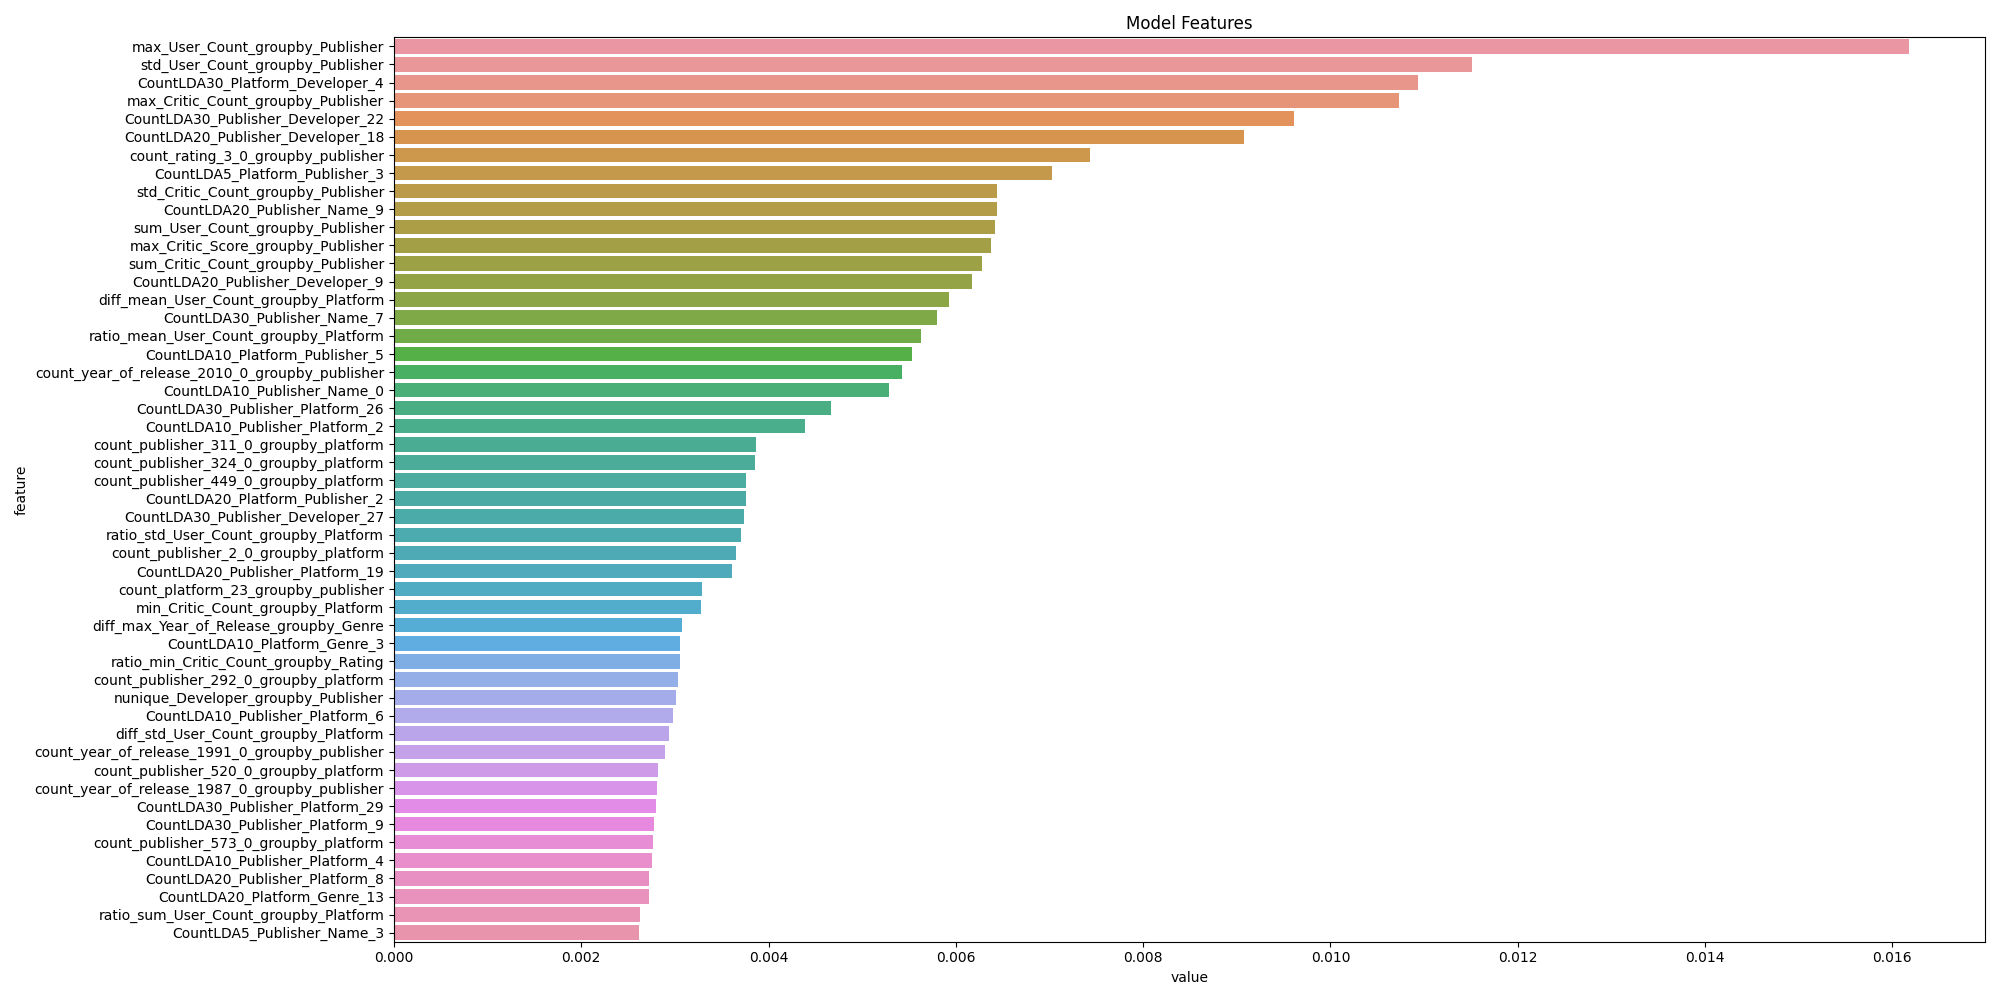 Model Features
max_User_Count_groupby_Publisher
std_User_Count_groupby_Publisher
CountLDA30_Platform_Developer_4
max_Critic_Count_groupby_Publisher
CountLDA30_Publisher_Developer_22
CountLDA20_Publisher_Developer_18
count_rating_3_0_groupby_publisher
CountLDA5_Platform_Publisher_3
std_Critic_Count_groupby_Publisher
CountLDA20_Publisher_Name_9
sum_User_Count_groupby_Publisher
max_Critic_Score_groupby_Publisher
sum_Critic_Count_groupby_Publisher
CountLDA20_Publisher_Developer_9
diff_mean_User_Count_groupby_Platform
CountLDA30_Publisher_Name_7
ratio_mean_User_Count_groupby_Platform
CountLDA10_Platform_Publisher_5
count_year_of_release_2010_0_groupby_publisher
CountLDA10_Publisher_Name_0
CountLDA30_Publisher_Platform_26
CountLDA10_Publisher_Platform_2
count_publisher_311_0_groupby_platform
count_publisher_324_0_groupby_platform
count_publisher_449_0_groupby_platform
CountLDA20_Platform_Publisher_2
CountLDA30_Publisher_Developer_27
ratio_std_User_Count_groupby_Platform
count_publisher_2_0_groupby_platform
CountLDA20_Publisher_Platform_19
count_platform_23_groupby_publisher
min_Critic_Count_groupby_Platform
diff_max_Year_of_Release_groupby_Genre
CountLDA10_Platform_Genre_3
ratio_min_Critic_Count_groupby_Rating
count_publisher_292_0_groupby_platform
nunique_Developer_groupby_Publisher
CountLDA10_Publisher_Platform_6
diff_std_User_Count_groupby_Platform
count_year_of_release_1991_0_groupby_publisher
count_publisher_520_0_groupby_platform
count_year_of_release_1987_0_groupby_publisher
CountLDA30_Publisher_Platform_29
CountLDA30_Publisher_Platform_9
count_publisher_573_0_groupby_platform
CountLDA10_Publisher_Platform_4
CountLDA20_Publisher_Platform_8
CountLDA20_Platform_Genre_13
ratio_sum_User_Count_groupby_Platform
CountLDA5_Publisher_Name_3
feature
0.000 0.002 0.004 0.006 0.008 0.010 0.012 0.014 0.016
value